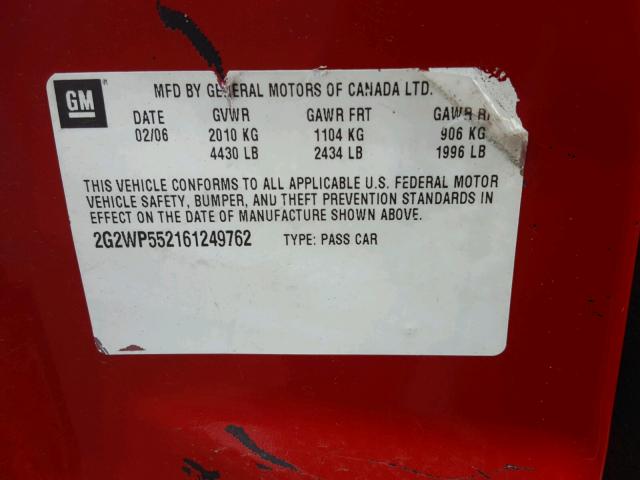 GM
MFD BY GENERAL MOTORS OF CANADA LTD.
DATE GVWR GAWR FRT GAWR
02/06 2010 KG 1104 KG 906 KG
4430 LB 2434 LB 1996 LB
THIS VEHICLE CONFORMS TO ALL APPLICABLE U.S. FEDERAL MOTOR
VEHICLE SAFETY, BUMPER, AND THEFT PREVENTION STANDARDS IN
EFFECT ON THE DATE OF MANUFACTURE SHOWN ABOVE.
2G2WP552161249762 TYPE: PASS CAR